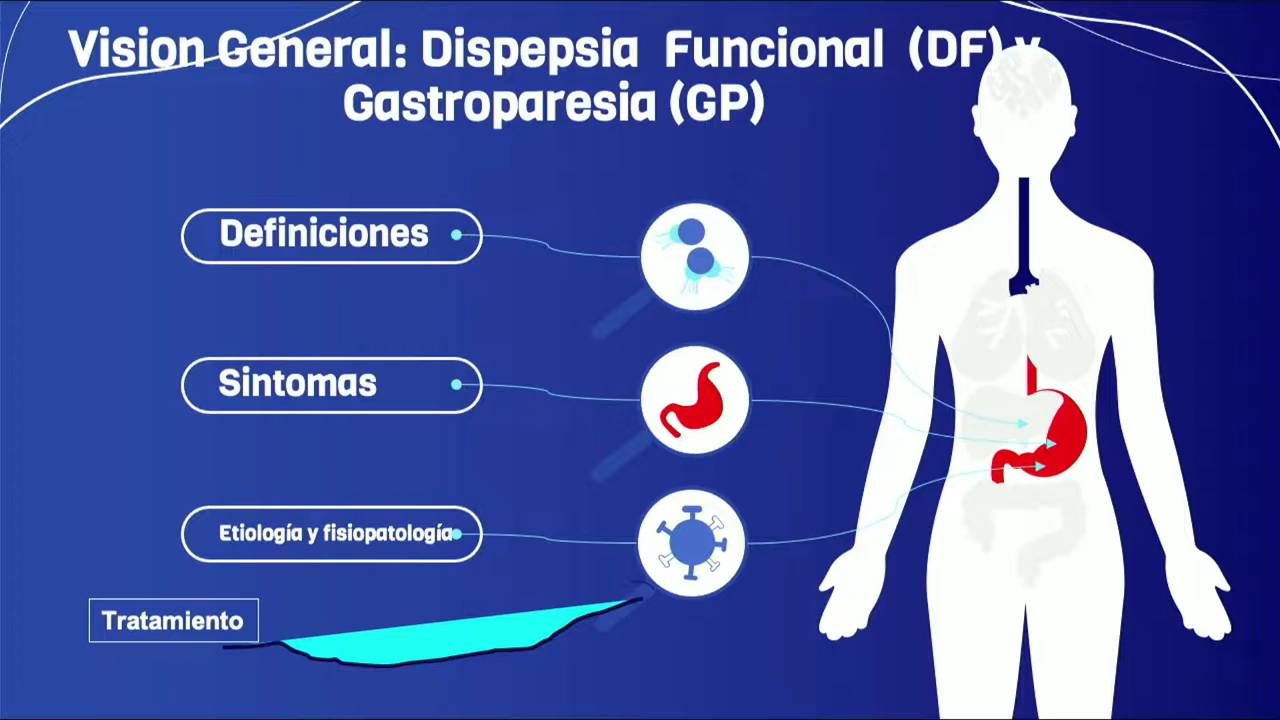 Vision General: Dispepsia Funcional (DF) y
Gastroparesia (GP)
Definiciones
Sintomas
Etiología y fisiopatología
Tratamiento